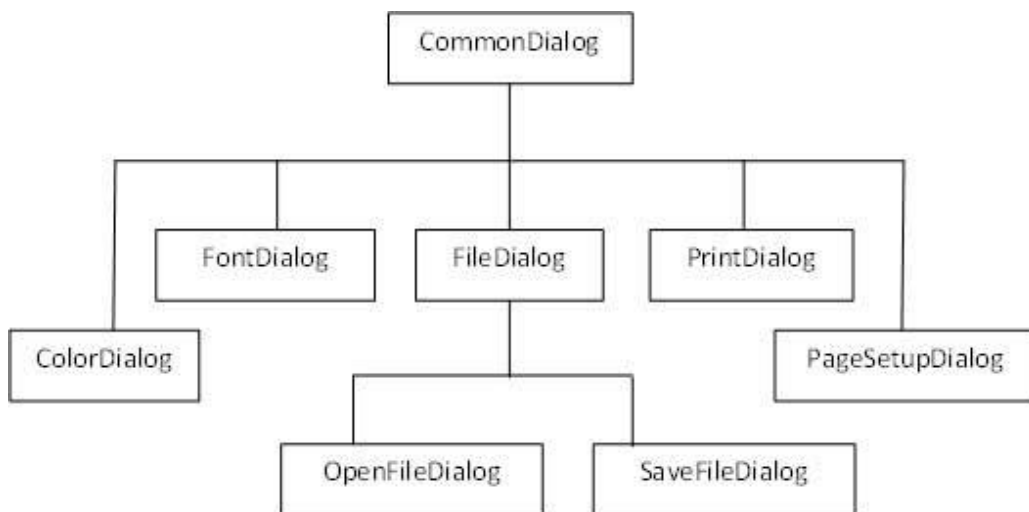 CommonDialog
FontDialog
FileDialog
PrintDialog
ColorDialog
PageSetupDialog
OpenFileDialog
SaveFileDialog